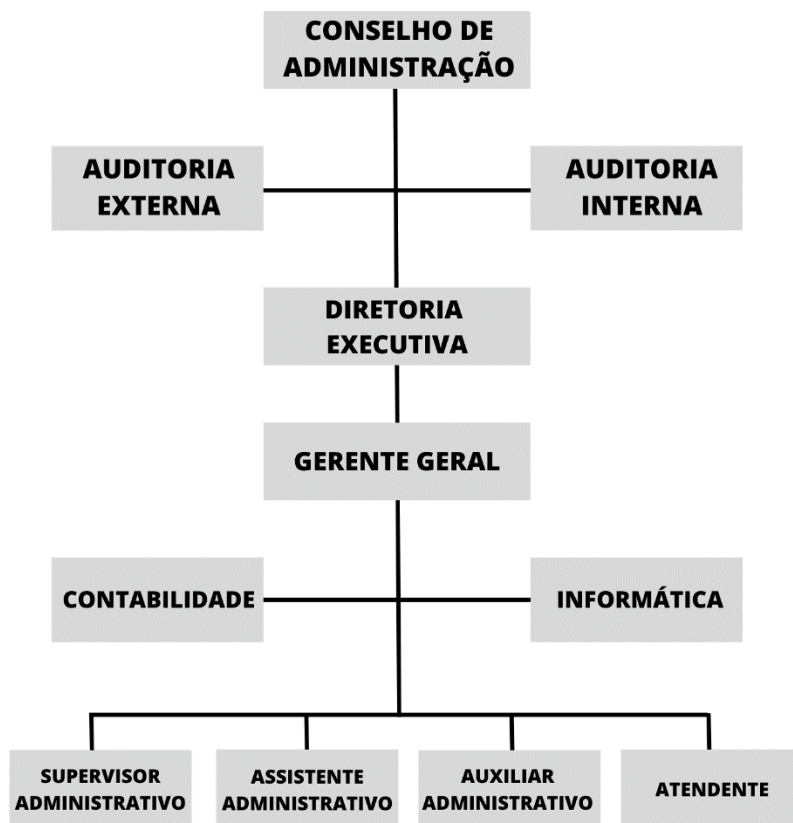 CONSELHO DE
ADMINISTRAÇÃO
AUDITORIA
EXTERNA
AUDITORIA
INTERNA
DIRETORIA
EXECUTIVA
GERENTE GERAL
CONTABILIDADE
INFORMÁTICA
SUPERVISOR
ADMINISTRATIVO
ASSISTENTE
ADMINISTRATIVO
AUXILIAR
ADMINISTRATIVO
ATENDENTE